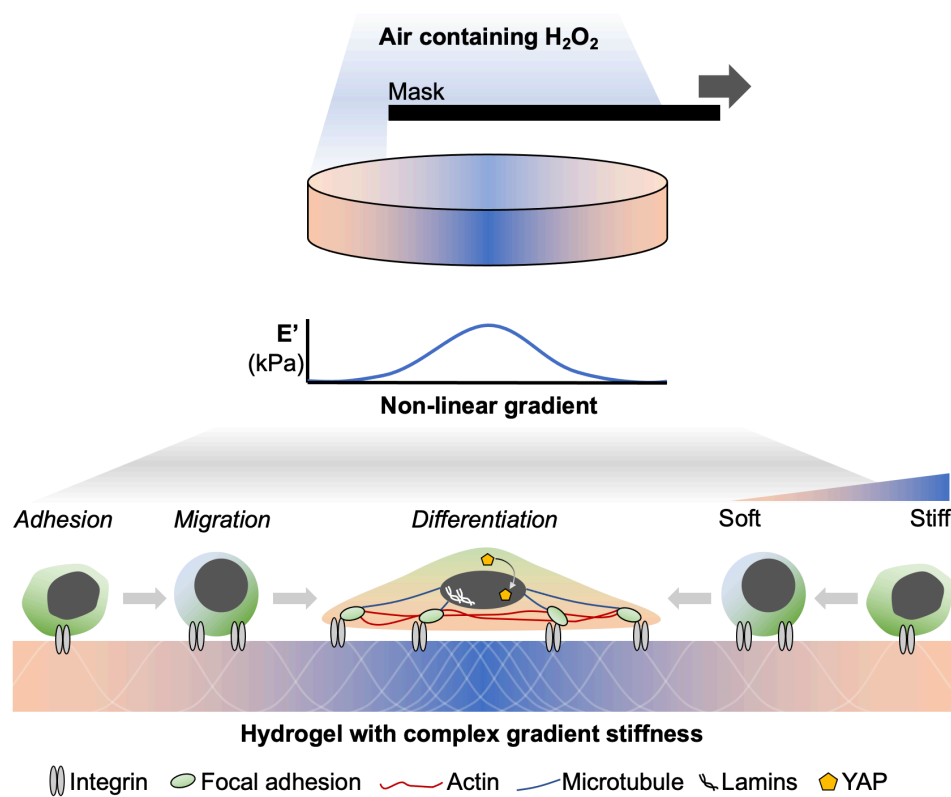 Air containing H₂O₂
Mask
E’
(kPa)
Non-linear gradient
Adhesion Migration Differentiation Soft Stiff
Hydrogel with complex gradient stiffness
Integrin Focal adhesion Actin Microtubule Lamins YAP